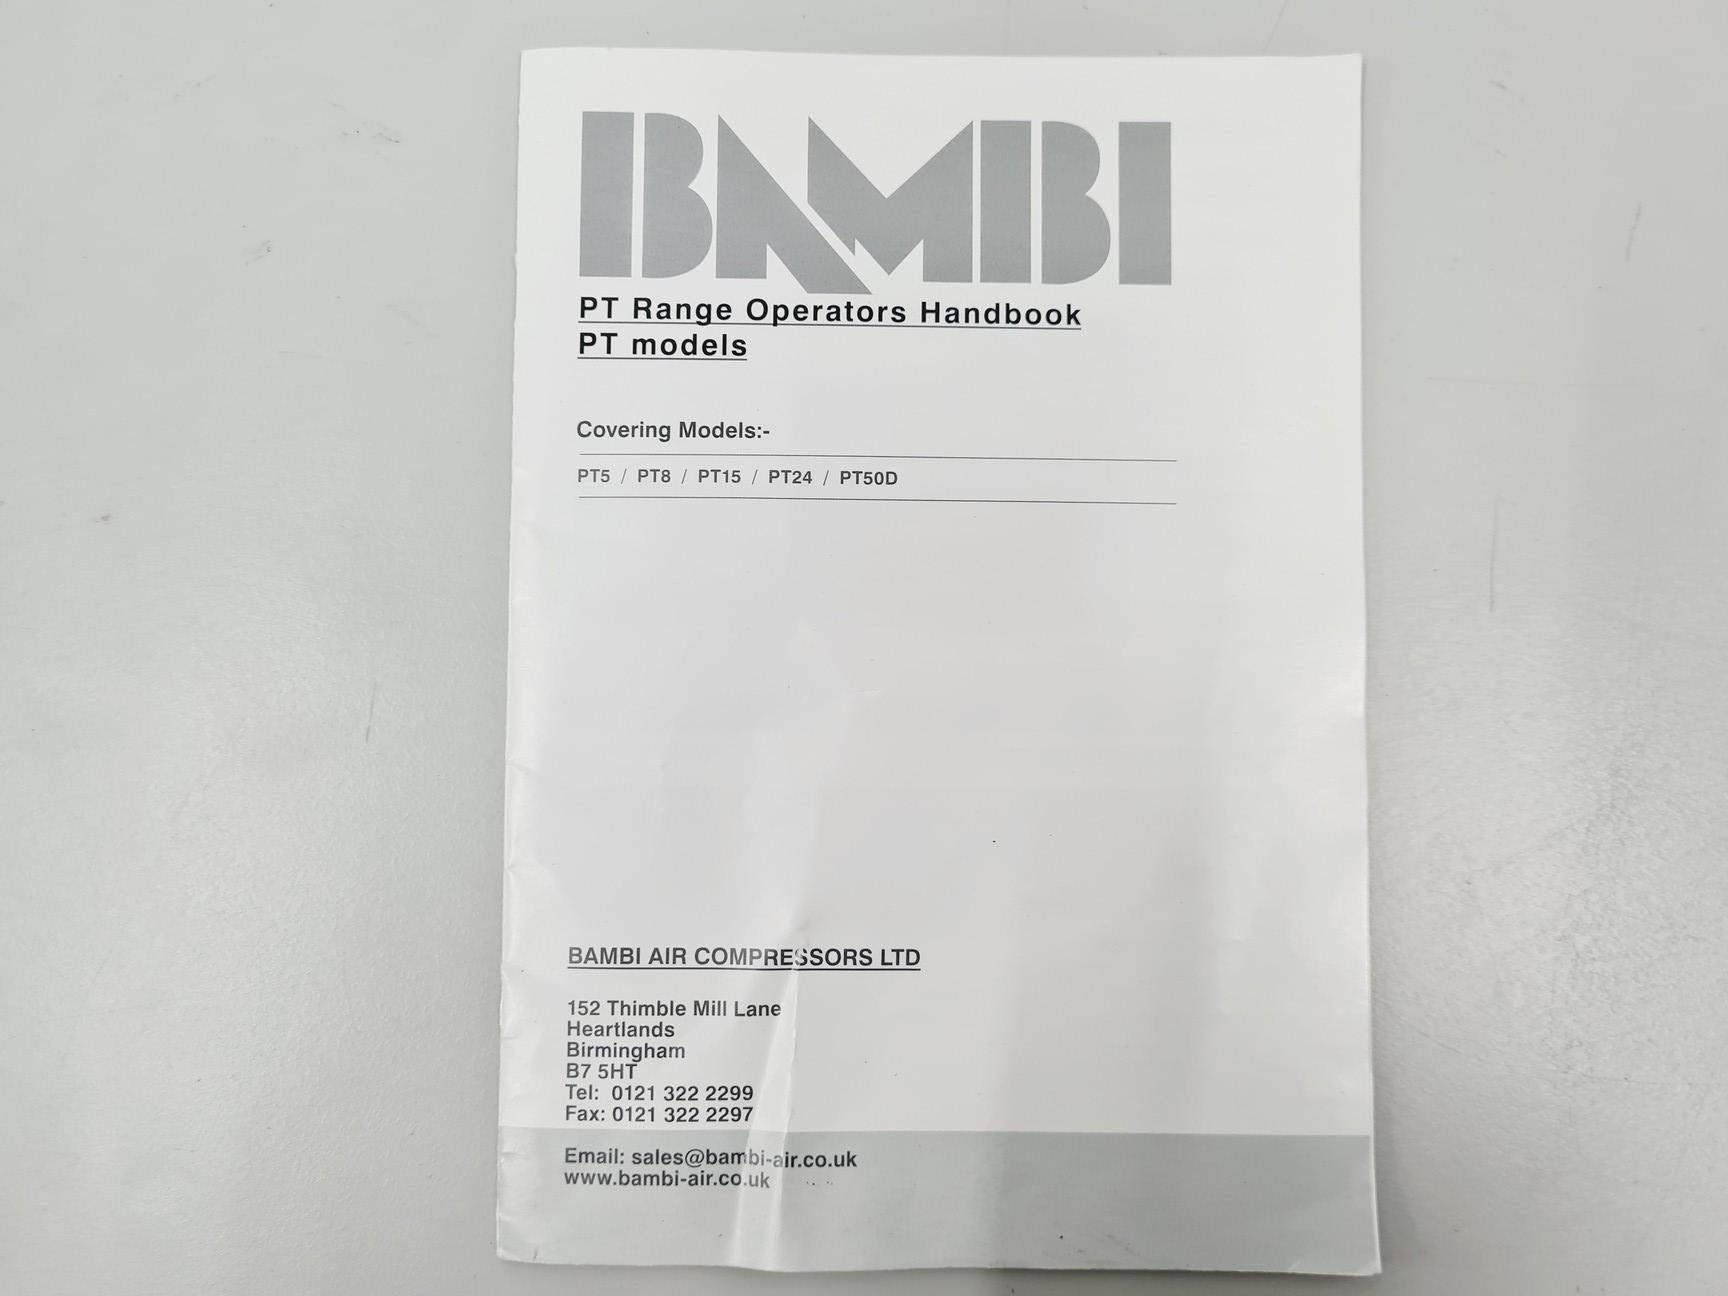 BAMBI
PT Range Operators Handbook
PT models
Covering Models:-
PT5 / PT8 / PT15 / PT24 / PT50D
BAMBI AIR COMPRESSORS LTD
152 Thimble Mill Lane
Heartlands
Birmingham
B7 5HT
Tel: 0121 322 2299
Fax: 0121 322 2297
Email: sales@bambi-air.co.uk
www.bambi-air.co.uk